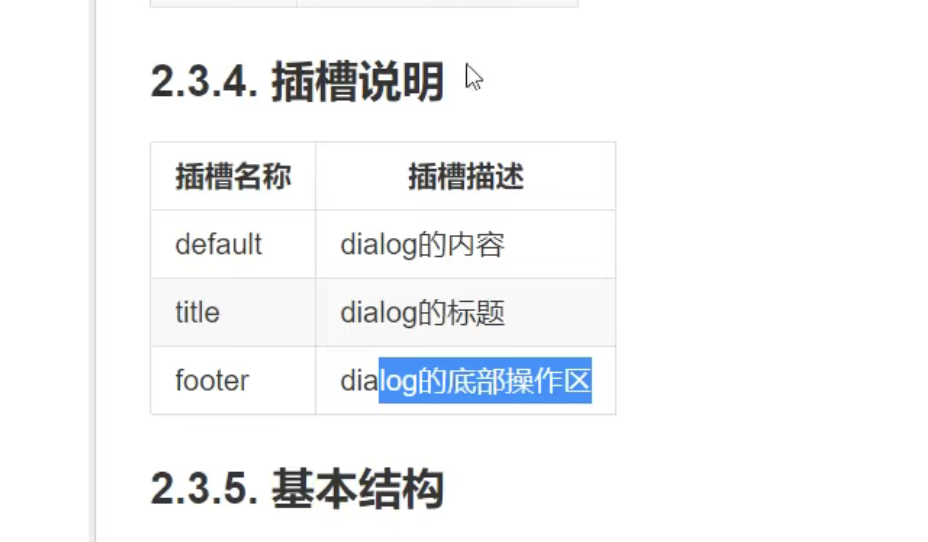 2.3.4. 插槽说明
插槽名称 插槽描述
default dialog的内容
title dialog的标题
footer dialog的底部操作区
2.3.5. 基本结构